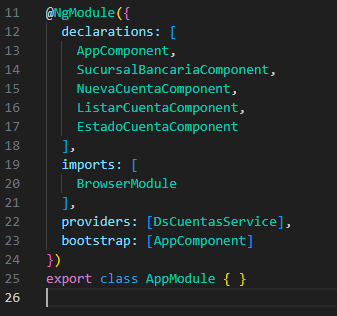 11 @NgModule({
12   declarations: [
13     AppComponent,
14     SucursalBancariaComponent,
15     NuevaCuentaComponent,
16     ListarCuentaComponent,
17     EstadoCuentaComponent
18   ],
19   imports: [
20     BrowserModule
21   ],
22   providers: [DsCuentasService],
23   bootstrap: [AppComponent]
24 })
25 export class AppModule { }
26